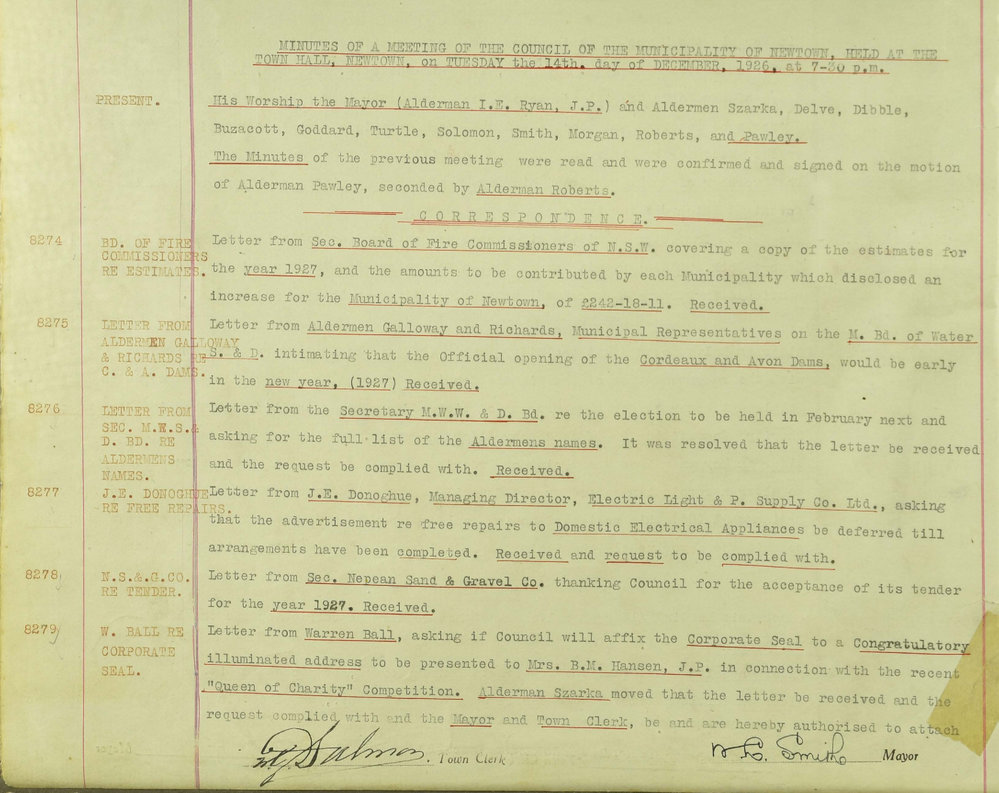 MINUTES OF A MEETING OF THE COUNCIL OF THE MUNICIPALITY OF NEWTOWN, HELD AT THE
TOWN HALL, NEWTOWN, on TUESDAY the 14th. day of DECEMBER, 1926, at 7-30 p.m.
PRESENT.
His Worship the Mayor (Alderman I.E. Ryan, J.P.) and Aldermen Szarka, Delve, Dibble,
Buzacott, Goddard, Turtle, Solomon, Smith, Morgan, Roberts, and Pawley.
The Minutes of the previous meeting were read and were confirmed and signed on the motion
of Alderman Pawley, seconded by Alderman Roberts.
CORRESPONDENCE.
8274
BD. OF FIRE
COMMISSIONERS
RE ESTIMATES.
Letter from Sec. Board of Fire Commissioners of N.S.W. covering a copy of the estimates for
the year 1927, and the amounts to be contributed by each Municipality which disclosed an
increase for the Municipality of Newtown, of £242-18-11. Received.
8275
LETTER FROM
ALDERMEN GALLOWAY
& RICHARDS RE
C. & A. DAMS.
Letter from Aldermen Galloway and Richards, Municipal Representatives on the M. Bd. of Water
S. & D. intimating that the Official opening of the Cordeaux and Avon Dams, would be early
in the new year, (1927) Received.
8276
LETTER FROM
SEC. M.W.S.&
D. BD. RE
ALDERMENS
NAMES.
Letter from the Secretary M.W.W. & D. Bd. re the election to be held in February next and
asking for the full list of the Aldermens names. It was resolved that the letter be received
and the request be complied with. Received.
8277
J.E. DONOGHUE
RE FREE REPAIRS.
Letter from J.E. Donoghue, Managing Director, Electric Light & P. Supply Co. Ltd., asking
that the advertisement re free repairs to Domestic Electrical Appliances be deferred till
arrangements have been completed. Received and request to be complied with.
8278
N.S.&.G.CO.
RE TENDER.
Letter from Sec. Nepean Sand & Gravel Co. thanking Council for the acceptance of its tender
for the year 1927. Received.
8279
W. BALL RE
CORPORATE
SEAL.
Letter from Warren Ball, asking if Council will affix the Corporate Seal to a Congratulatory
illuminated address to be presented to Mrs. B.M. Hansen, J.P. in connection with the recent
"Queen of Charity" Competition. Alderman Szarka moved that the letter be received and the
request complied with and the Mayor and Town Clerk, be and are hereby authorised to attach
Town Clerk
Smith Mayor